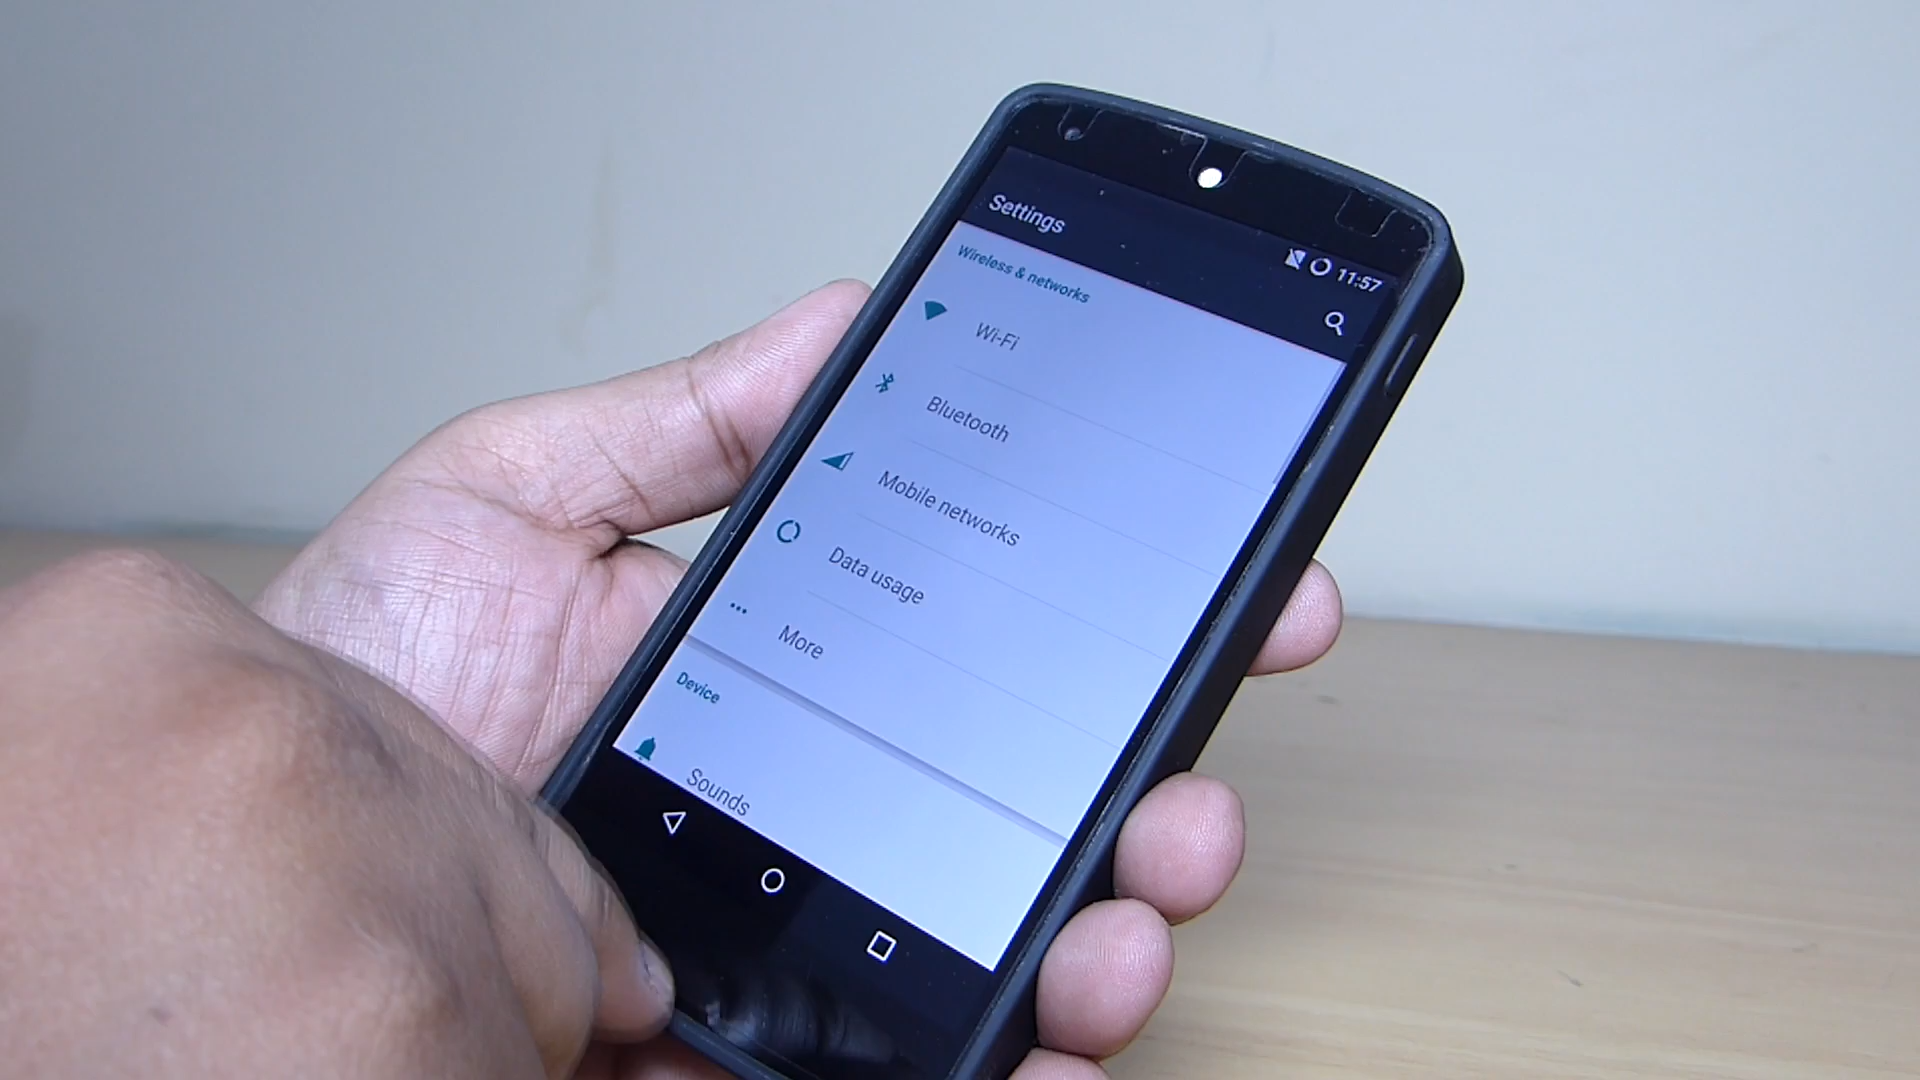 11:57
Settings
Wireless & networks
Wi-Fi
Bluetooth
Mobile networks
Data usage
More
Device
Sounds